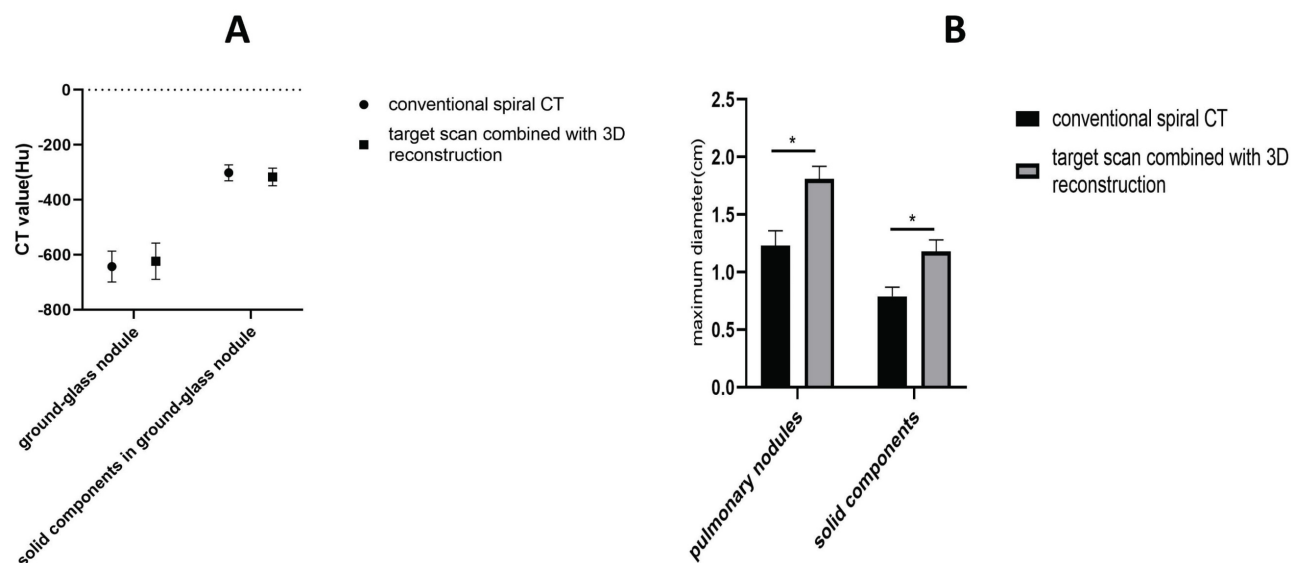 A
CT value(Hu)
0
-200
-400
-600
-800
ground-glass nodule
solid components in ground-glass nodule
conventional spiral CT
target scan combined with 3D
reconstruction
B
maximum diameter(cm)
2.5
2.0
1.5
1.0
0.5
0.0
*
*
pulmonary nodules
solid components
conventional spiral CT
target scan combined with 3D
reconstruction